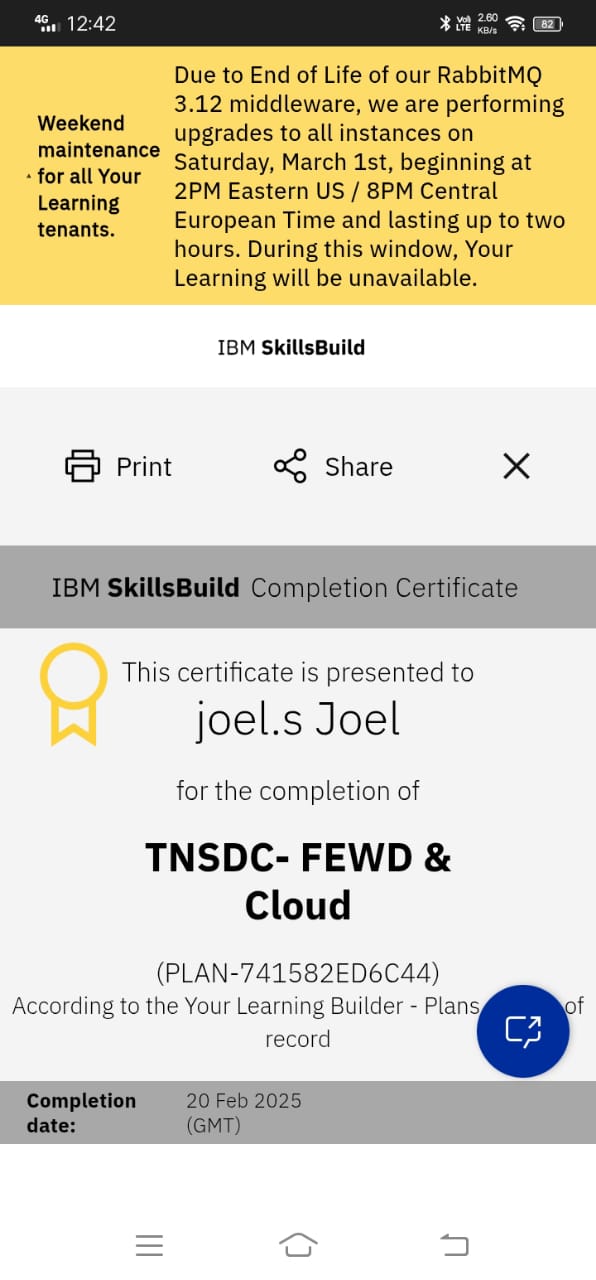 4G 12:42 Vo) LTE 2.60 KB/s 82
Weekend
maintenance
for all Your
Learning
tenants.
Due to End of Life of our RabbitMQ
3.12 middleware, we are performing
upgrades to all instances on
Saturday, March 1st, beginning at
2PM Eastern US / 8PM Central
European Time and lasting up to two
hours. During this window, Your
Learning will be unavailable.
IBM SkillsBuild
Print Share
IBM SkillsBuild Completion Certificate
This certificate is presented to
joel.s Joel
for the completion of
TNSDC- FEWD &
Cloud
(PLAN-741582ED6C44)
According to the Your Learning Builder - Plans of
record
Completion
date:
20 Feb 2025
(GMT)